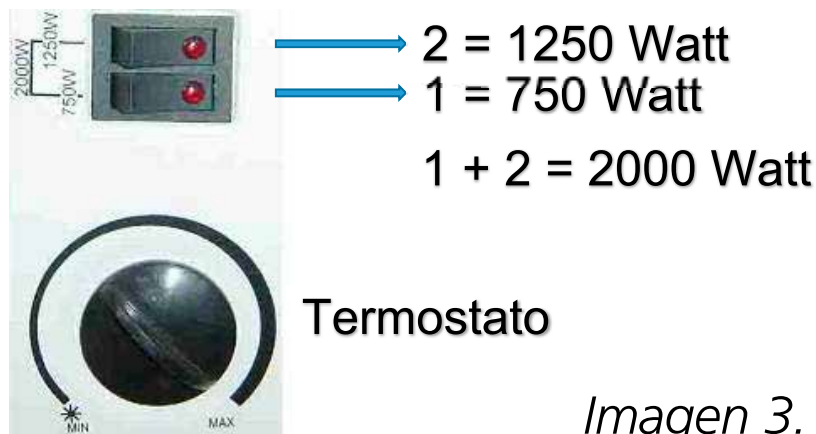 2000W
1250W
750W
2 = 1250 Watt
1 = 750 Watt
1 + 2 = 2000 Watt
Termostato
MIN
MAX
Imagen 3.